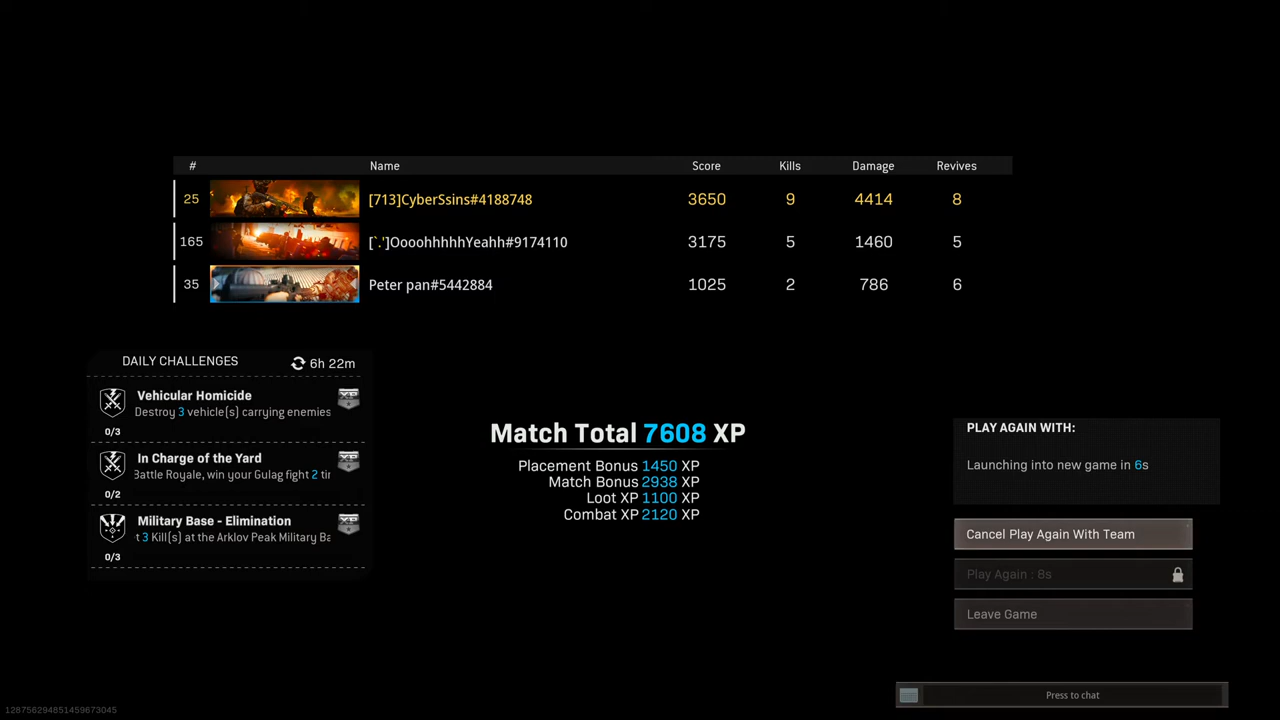 # Name Score Kills Damage Revives
25 [713]CyberSsins#4188748 3650 9 4414 8
165 [`.']OooohhhhhYeahh#9174110 3175 5 1460 5
35 Peter pan#5442884 1025 2 786 6
DAILY CHALLENGES 6h 22m
Vehicular Homicide XP
Destroy 3 vehicle(s) carrying enemies
0/3
In Charge of the Yard XP
Battle Royale, win your Gulag fight 2 tir
0/2
Military Base - Elimination XP
t 3 Kill(s) at the Arklov Peak Military Ba
0/3
Match Total 7608 XP
Placement Bonus 1450 XP
Match Bonus 2938 XP
Loot XP 1100 XP
Combat XP 2120 XP
PLAY AGAIN WITH:
Launching into new game in 6s
Cancel Play Again With Team
Play Again : 8s
Leave Game
Press to chat
128756294851459673045